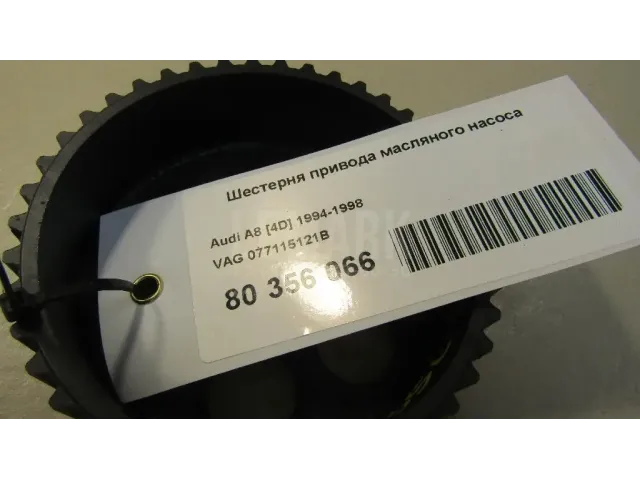 Шестерня привода масляного насоса
Audi A8 [4D] 1994-1998
VAG 077115121B
80 356 066